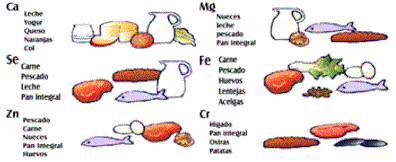 Ca
Leche
Yogur
Queso
Naranjas
Col
Mg
Nueces
leche
pescado
Pan integral
Se
Carne
Pescado
Leche
Pan integral
Fe
Carne
Pescado
Huevos
Lentejas
Acelgas
Zn
Pescado
Carne
Nueces
Pan integral
Huevos
Cr
Hígado
Pan integral
Ostras
Patatas